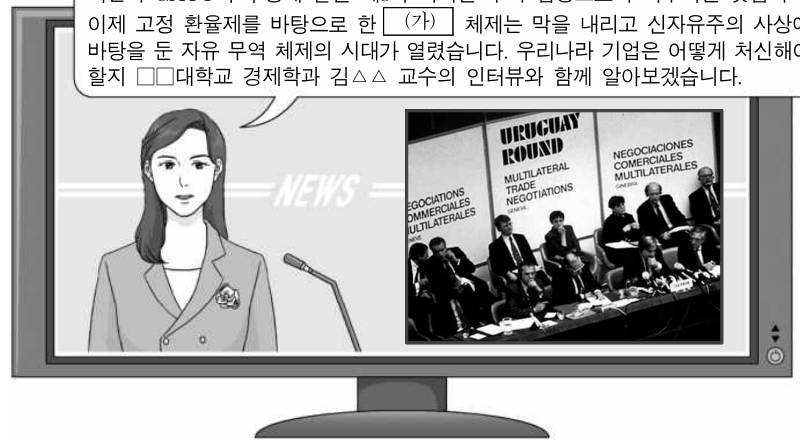 이제 고정 환율제를 바탕으로 한 (가) 체제는 막을 내리고 신자유주의 사상에
바탕을 둔 자유 무역 체제의 시대가 열렸습니다. 우리나라 기업은 어떻게 처신해야
할지 □□대학교 경제학과 김△△ 교수의 인터뷰와 함께 알아보겠습니다.
NEWS
URUGUAY
ROUND
MULTILATERAL
TRADE
NEGOTIATIONS
GENEVA
NEGOCIACIONES
COMERCIALES
MULTILATERALES
GINEBRA